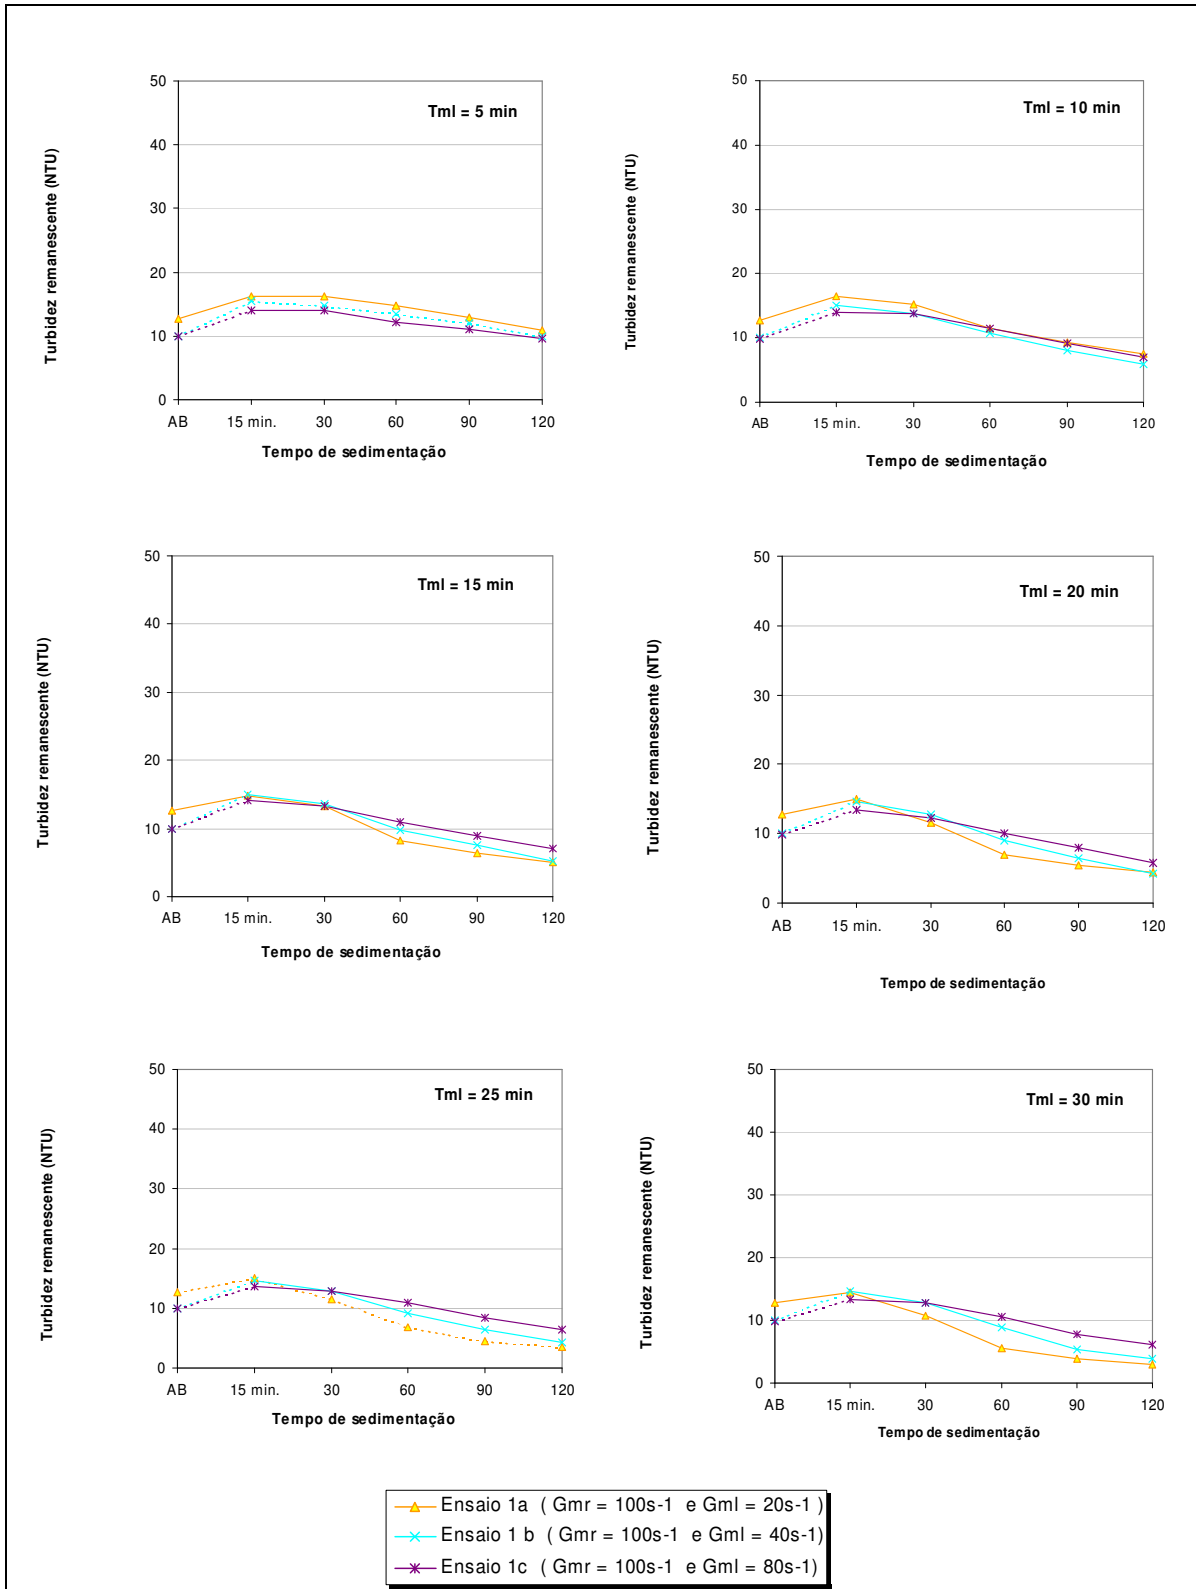 Tml = 5 min
Turbidez remanescente (NTU)
50
40
30
20
10
0
AB 15 min. 30 60 90 120
Tempo de sedimentação
Tml = 10 min
Turbidez remanescente (NTU)
50
40
30
20
10
0
AB 15 min. 30 60 90 120
Tempo de sedimentação
Tml = 15 min
Turbidez remanescente (NTU)
50
40
30
20
10
0
AB 15 min. 30 60 90 120
Tempo de sedimentação
Tml = 20 min
Turbidez remanescente (NTU)
50
40
30
20
10
0
AB 15 min. 30 60 90 120
Tempo de sedimentação
Tml = 25 min
Turbidez remanescente (NTU)
50
40
30
20
10
0
AB 15 min. 30 60 90 120
Tempo de sedimentação
Tml = 30 min
Turbidez remanescente (NTU)
50
40
30
20
10
0
AB 15 min. 30 60 90 120
Tempo de sedimentação
Ensaio 1a ( Gmr = 100s-1 e Gml = 20s-1 )
Ensaio 1 b ( Gmr = 100s-1 e Gml = 40s-1)
Ensaio 1c ( Gmr = 100s-1 e Gml = 80s-1)